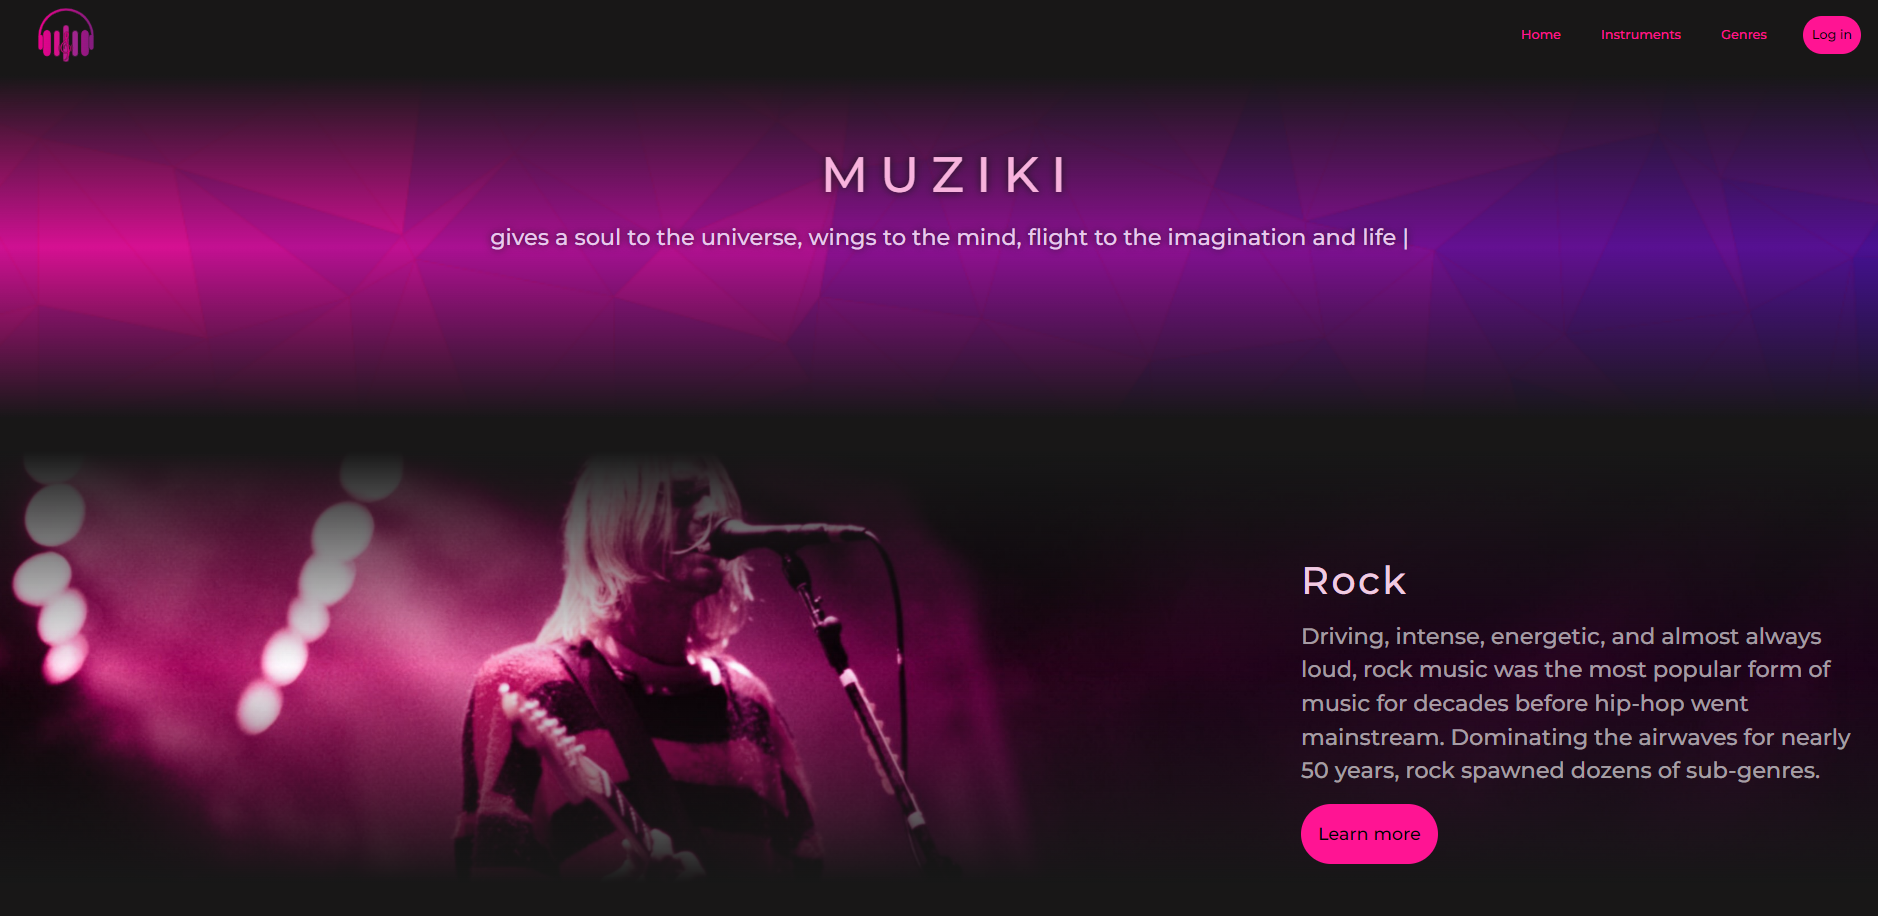 Home Instruments Genres Log in
MUZIKI
gives a soul to the universe, wings to the mind, flight to the imagination and life |
Rock
Driving, intense, energetic, and almost always
loud, rock music was the most popular form of
music for decades before hip-hop went
mainstream. Dominating the airwaves for nearly
50 years, rock spawned dozens of sub-genres.
Learn more